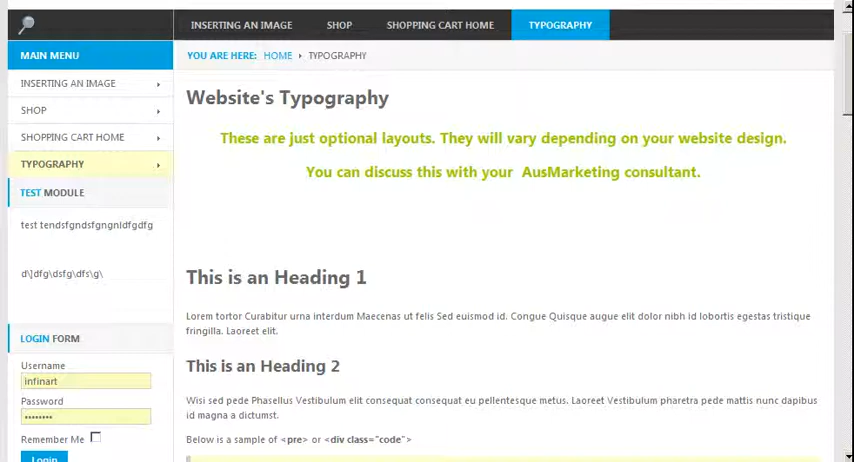 INSERTING AN IMAGE SHOP SHOPPING CART HOME TYPOGRAPHY
MAIN MENU
INSERTING AN IMAGE
SHOP
SHOPPING CART HOME
TYPOGRAPHY
TEST MODULE
test tendsfgndsfgngnldfgdfg
d\]dfg\dsfg\dfs\g\
LOGIN FORM
Username
infinart
Password
••••••••
Remember Me
Login
YOU ARE HERE: HOME TYPOGRAPHY
Website's Typography
These are just optional layouts. They will vary depending on your website design.
You can discuss this with your AusMarketing consultant.
This is an Heading 1
Lorem tortor Curabitur urna interdum Maecenas ut felis Sed euismod id. Congue Quisque augue elit dolor nibh id lobortis egestas tristique
fringilla. Laoreet elit.
This is an Heading 2
Wisi sed pede Phasellus Vestibulum elit consequat consequat eu pellentesque metus. Laoreet Vestibulum pharetra pede mattis nunc dapibus
id magna a dictumst.
Below is a sample of <pre> or <div class="code">